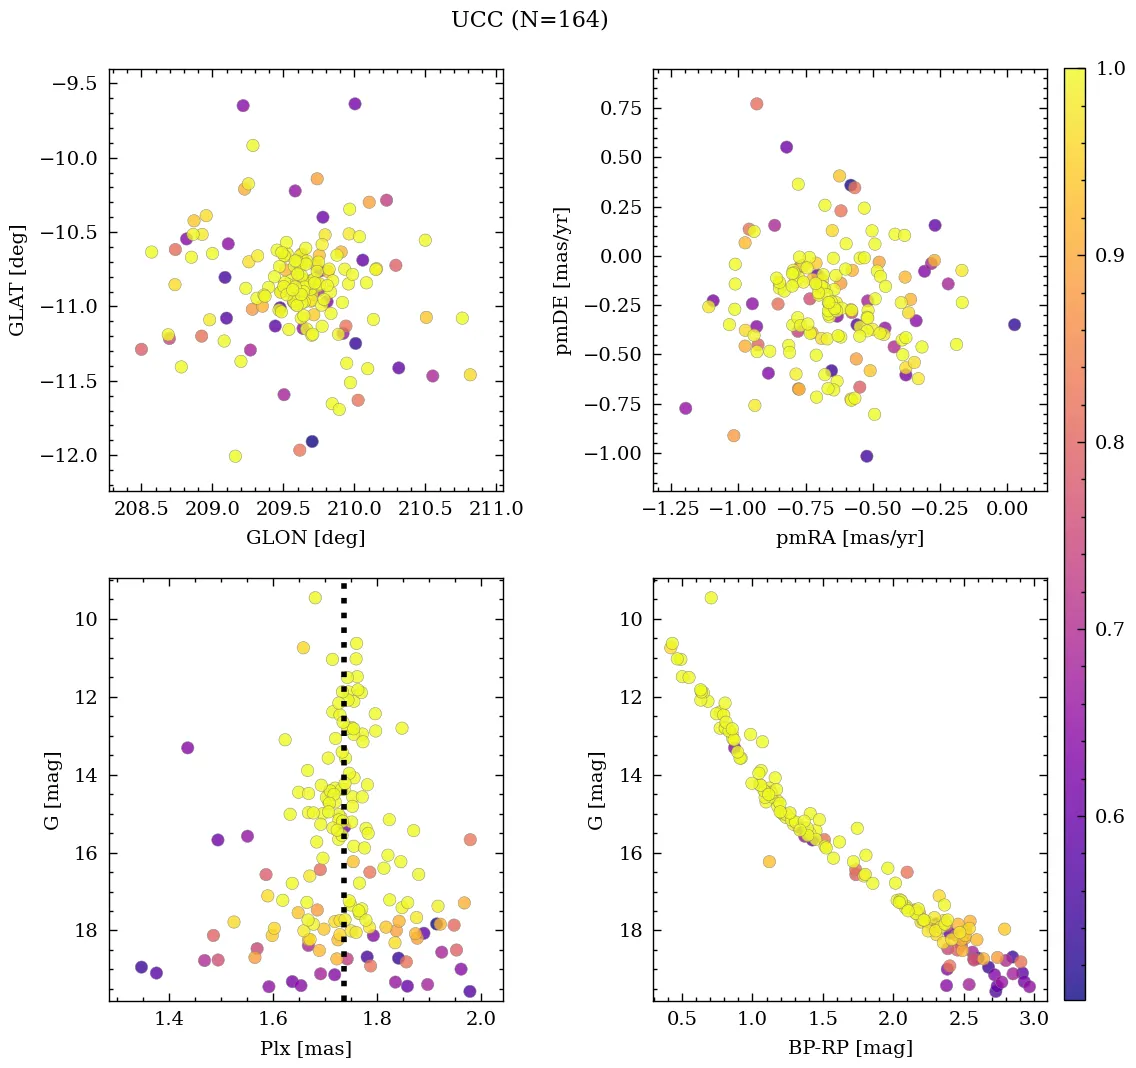 UCC (N=164)
−9.5
−10.0
−10.5
−11.0
−11.5
−12.0
GLAT [deg]
208.5 209.0 209.5 210.0 210.5 211.0
GLON [deg]
0.75
0.50
0.25
0.00
−0.25
−0.50
−0.75
−1.00
pmDE [mas/yr]
−1.25 −1.00 −0.75 −0.50 −0.25 0.00
pmRA [mas/yr]
1.0
0.9
0.8
0.7
0.6
10
12
14
16
18
G [mag]
1.4 1.6 1.8 2.0
Plx [mas]
10
12
14
16
18
G [mag]
0.5 1.0 1.5 2.0 2.5 3.0
BP-RP [mag]